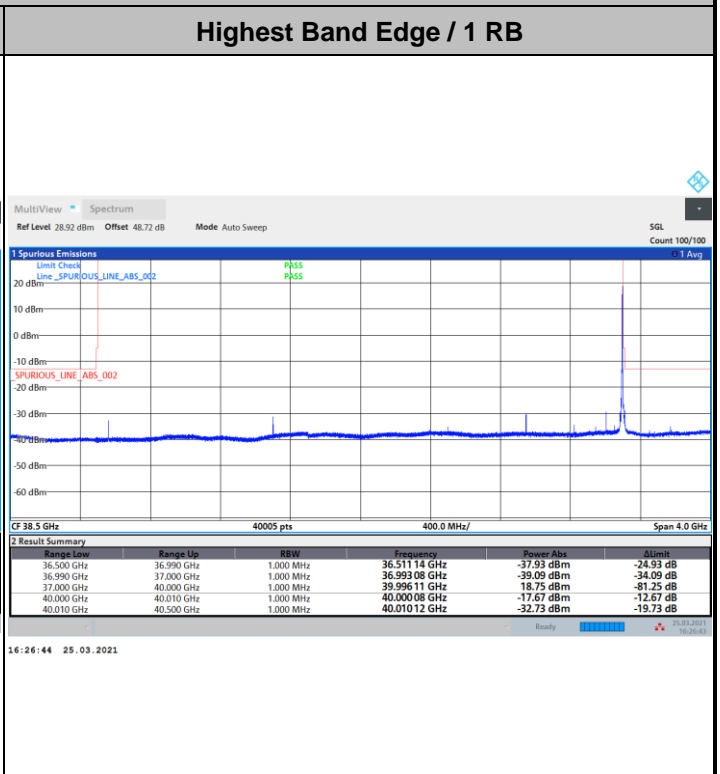 Highest Band Edge / 1 RB
MultiView Spectrum
Ref Level 28.92 dBm Offset 48.72 dB Mode Auto Sweep SGL
Count 100/100
1 Spurious Emissions 1 Avg
Limit Check PASS
Line _SPURIOUS_LINE_ABS_002 PASS
20 dBm
10 dBm
0 dBm
-10 dBm
_SPURIOUS_LINE_ABS_002
-20 dBm
-30 dBm
-40 dBm
-50 dBm
-60 dBm
CF 38.5 GHz 40005 pts 400.0 MHz/ Span 4.0 GHz
2 Result Summary
Range Low Range Up RBW Frequency Power Abs ΔLimit
36.500 GHz 36.990 GHz 1.000 MHz 36.511 14 GHz -37.93 dBm -24.93 dB
36.990 GHz 37.000 GHz 1.000 MHz 36.993 08 GHz -39.09 dBm -34.09 dB
37.000 GHz 40.000 GHz 1.000 MHz 39.996 11 GHz 18.75 dBm -81.25 dB
40.000 GHz 40.010 GHz 1.000 MHz 40.000 08 GHz -17.67 dBm -12.67 dB
40.010 GHz 40.500 GHz 1.000 MHz 40.010 12 GHz -32.73 dBm -19.73 dB
Ready 25.03.2021
16:26:43
16:26:44 25.03.2021